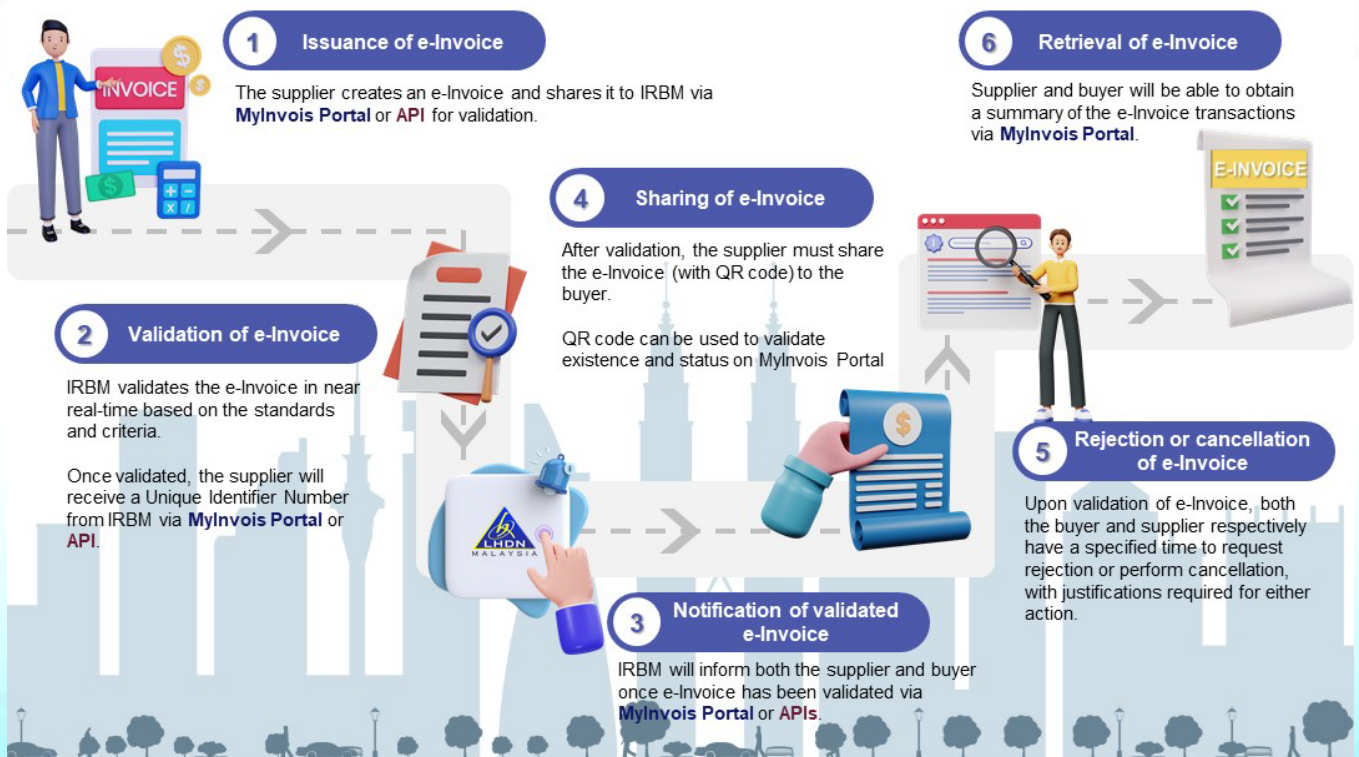 1
Issuance of e-Invoice
The supplier creates an e-Invoice and shares it to IRBM via
MyInvois Portal or API for validation.
INVOICE
$
$
$
2
Validation of e-Invoice
IRBM validates the e-Invoice in near
real-time based on the standards
and criteria.
Once validated, the supplier will
receive a Unique Identifier Number
from IRBM via MyInvois Portal or
API.
LHDN
MALAYSIA
3
Notification of validated
e-Invoice
IRBM will inform both the supplier and buyer
once e-Invoice has been validated via
MyInvois Portal or APIs.
4
Sharing of e-Invoice
After validation, the supplier must share
the e-Invoice (with QR code) to the
buyer.
QR code can be used to validate
existence and status on MyInvois Portal
$
5
Rejection or cancellation
of e-Invoice
Upon validation of e-Invoice, both
the buyer and supplier respectively
have a specified time to request
rejection or perform cancellation,
with justifications required for either
action.
6
Retrieval of e-Invoice
Supplier and buyer will be able to obtain
a summary of the e-Invoice transactions
via MyInvois Portal.
E-INVOICE